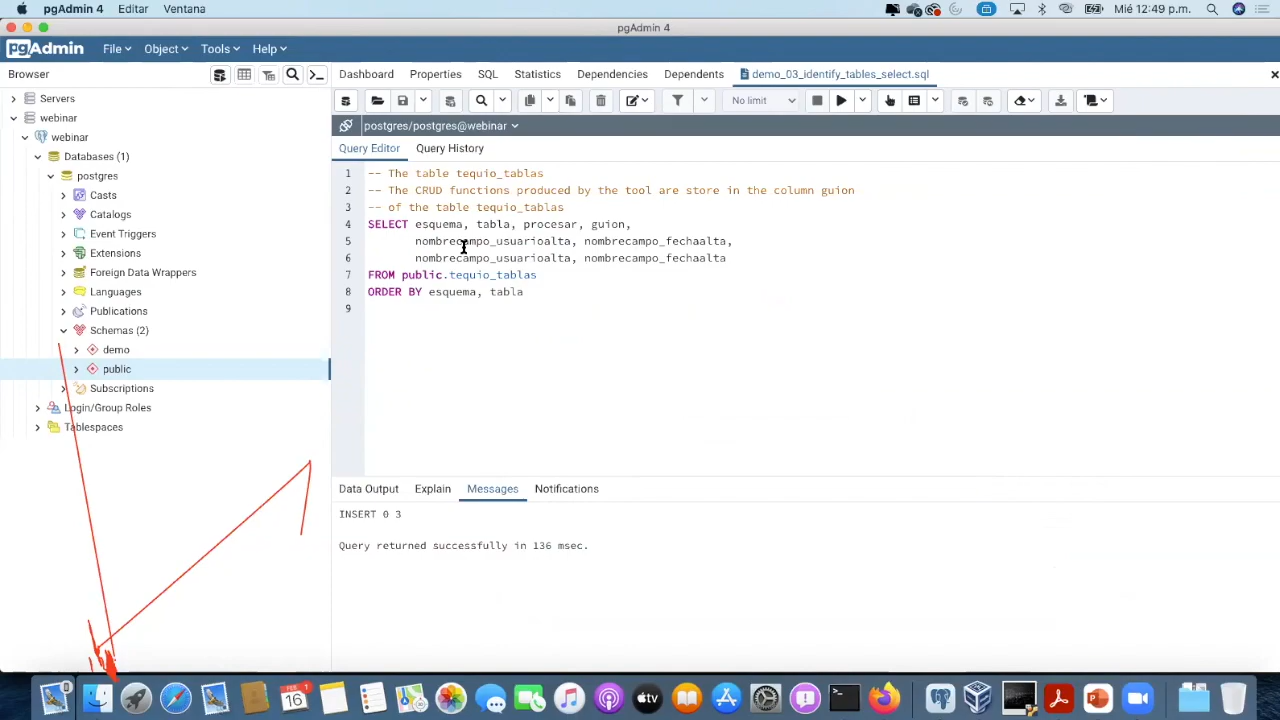 pgAdmin Editar Ventana Mié 12:49 p.m.
pgAdmin 4
pgAdmin File Object Tools Help
Browser Dashboard Properties SQL Statistics Dependencies Dependents demo_03_identify_tables_select.sql
Servers
webinar
No limit
webinar
postgres/postgres@webinar
Databases (1)
Query Editor Query History
postgres
Casts
Catalogs
Event Triggers
Extensions
Foreign Data Wrappers
Languages
Publications
Schemas (2)
demo
public
Subscriptions
Login/Group Roles
Tablespaces
1 -- The table tequio_tablas
2 -- The CRUD functions produced by the tool are store in the column guion
3 -- of the table tequio_tablas
4 SELECT esquema, tabla, procesar, guion,
5 nombrecampo_usuarioalta, nombrecampo_fechaalta,
6 nombrecampo_usuarioalta, nombrecampo_fechaalta
7 FROM public.tequio_tablas
8 ORDER BY esquema, tabla
9
Data Output Explain Messages Notifications
INSERT 0 3
Query returned successfully in 136 msec.
FEB
16
1
tv